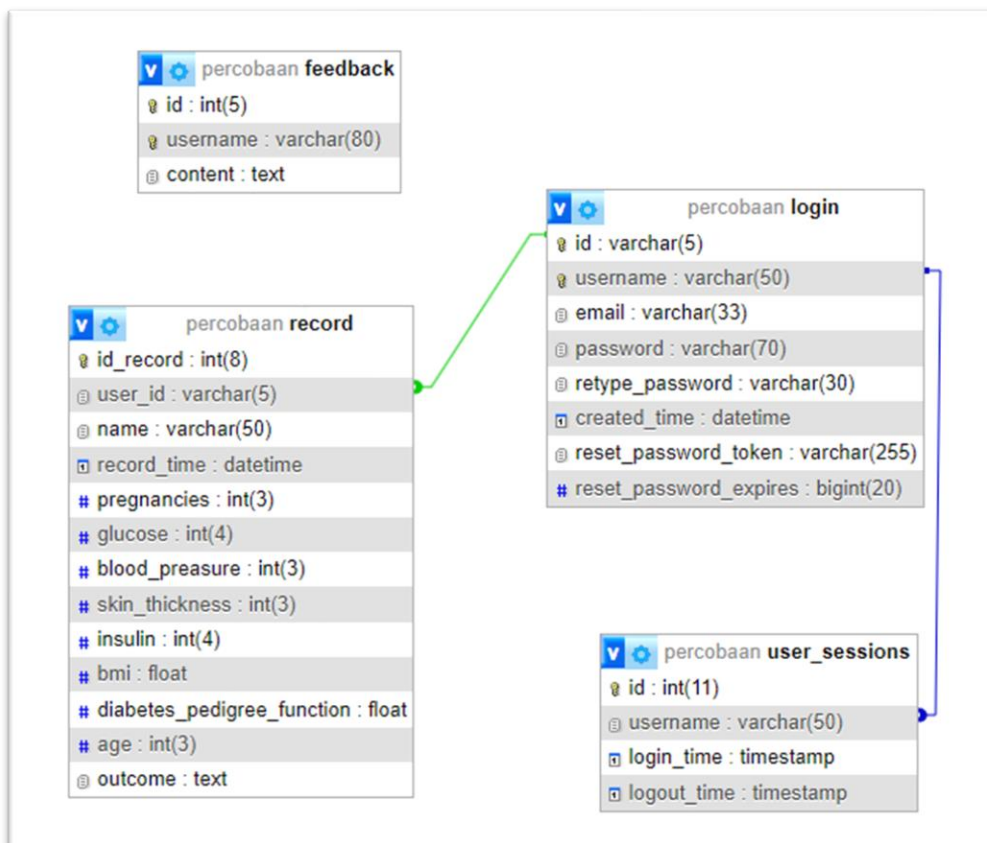 percobaan feedback
id : int(5)
username : varchar(80)
content : text
percobaan login
id : varchar(5)
username : varchar(50)
email : varchar(33)
password : varchar(70)
retype_password : varchar(30)
created_time : datetime
reset_password_token : varchar(255)
reset_password_expires : bigint(20)
percobaan record
id_record : int(8)
user_id : varchar(5)
name : varchar(50)
record_time : datetime
pregnancies : int(3)
glucose : int(4)
blood_preasure : int(3)
skin_thickness : int(3)
insulin : int(4)
bmi : float
diabetes_pedigree_function : float
age : int(3)
outcome : text
percobaan user_sessions
id : int(11)
username : varchar(50)
login_time : timestamp
logout_time : timestamp